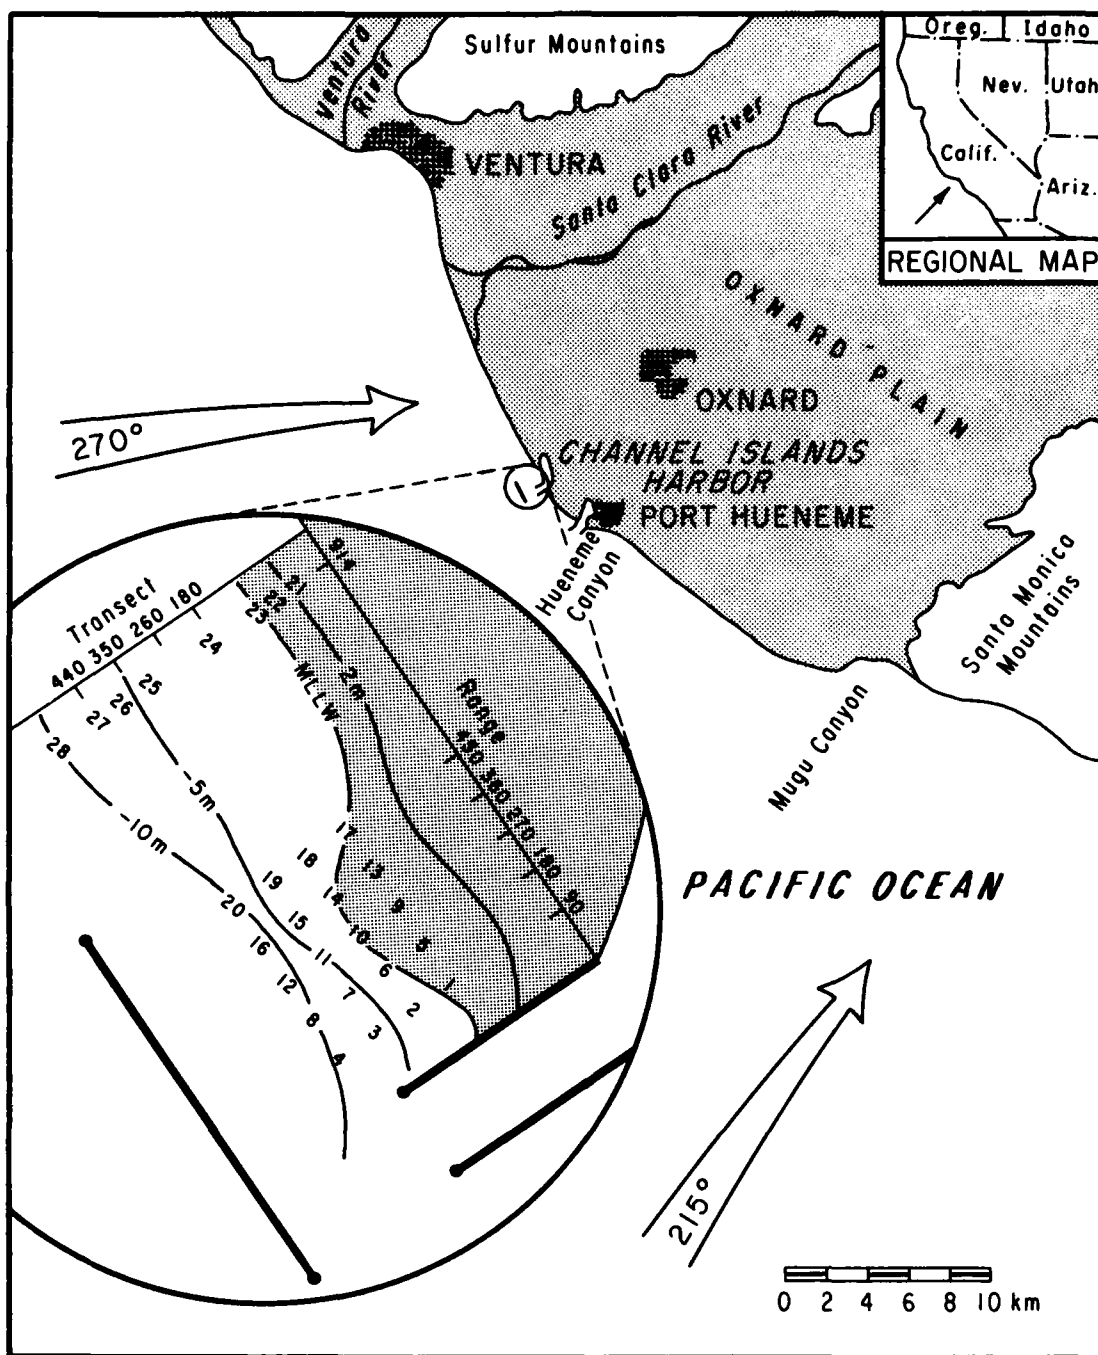 Sulfur Mountains
Ventura
River
VENTURA
Santa Clara River
Oreg.
Idaho
Nev.
Utah
Calif.
Ariz.
REGIONAL MAP
OXNARD PLAIN
OXNARD
270°
CHANNEL ISLANDS
HARBOR
PORT HUENEME
Hueneme
Canyon
Santa Monica
Mountains
Mugu Canyon
PACIFIC OCEAN
215°
0 2 4 6 8 10 km
Transect
440 350 260 180
Range
914
450 360 270 180 90
21
22
23
24
25
26
27
28
MLLW
2m
-5m
-10m
17
13
18
19
14
9
20
15
10
5
16
11
6
1
12
7
2
8
3
4